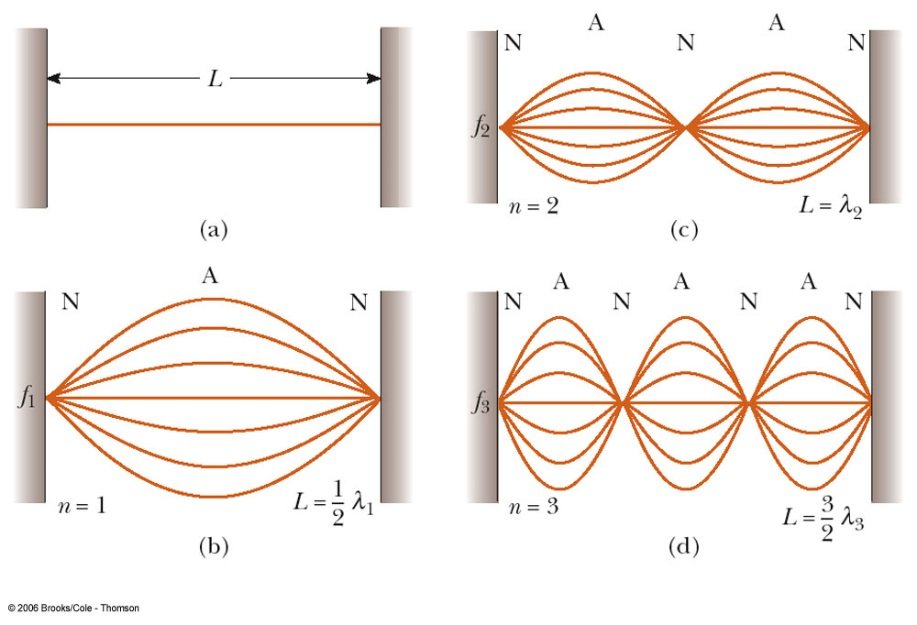 L
(a)
N
A
N
A
N
f2
n = 2
L = λ2
(c)
N
A
N
f1
n = 1
L = 1/2 λ1
(b)
N
A
N
A
N
A
N
f3
n = 3
L = 3/2 λ3
(d)
© 2006 Brooks/Cole - Thomson